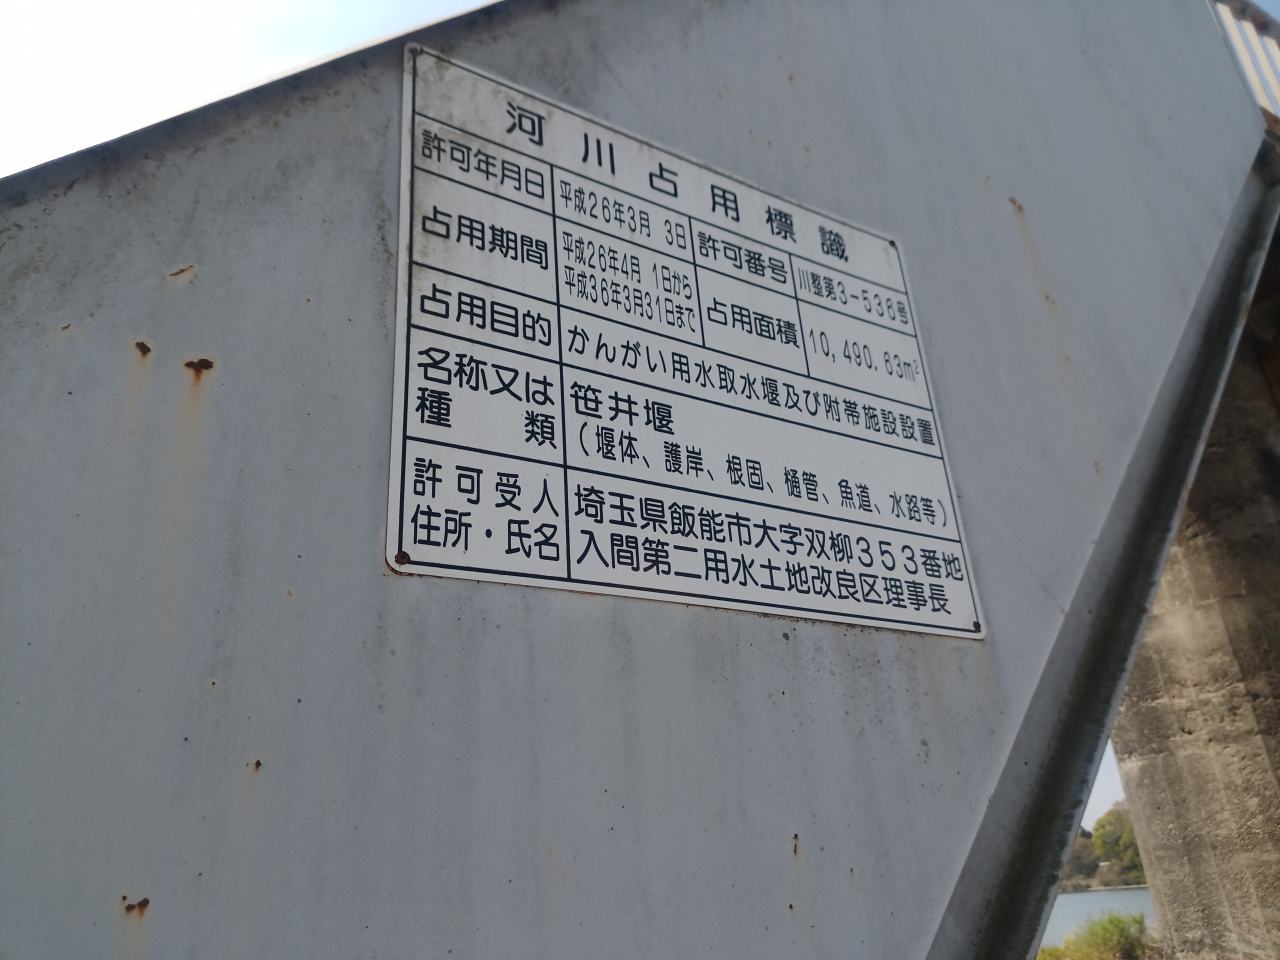 河川占用標識
許可年月日 平成26年3月 3日 許可番号 川整第3-536号
占用期間 平成26年4月 1日から 占用面積 10,490.63m²
平成36年3月31日まで
占用目的 かんがい用水取水堰及び附帯施設設置
名称又は 笹井堰
種類 (堰体、護岸、根固、樋管、魚道、水路等)
許可受人 埼玉県飯能市大字双柳353番地
住所・氏名 入間第二用水土地改良区理事長